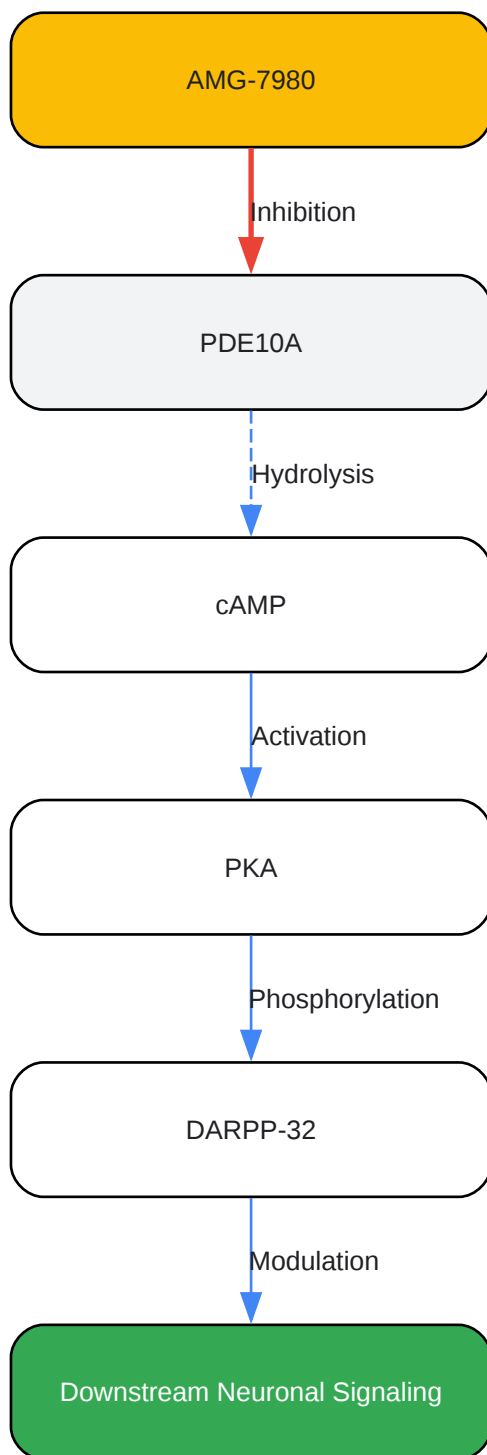 AMG-7980
Inhibition
PDE10A
Hydrolysis
cAMP
Activation
PKA
Phosphorylation
DARPP-32
Modulation
Downstream Neuronal Signaling